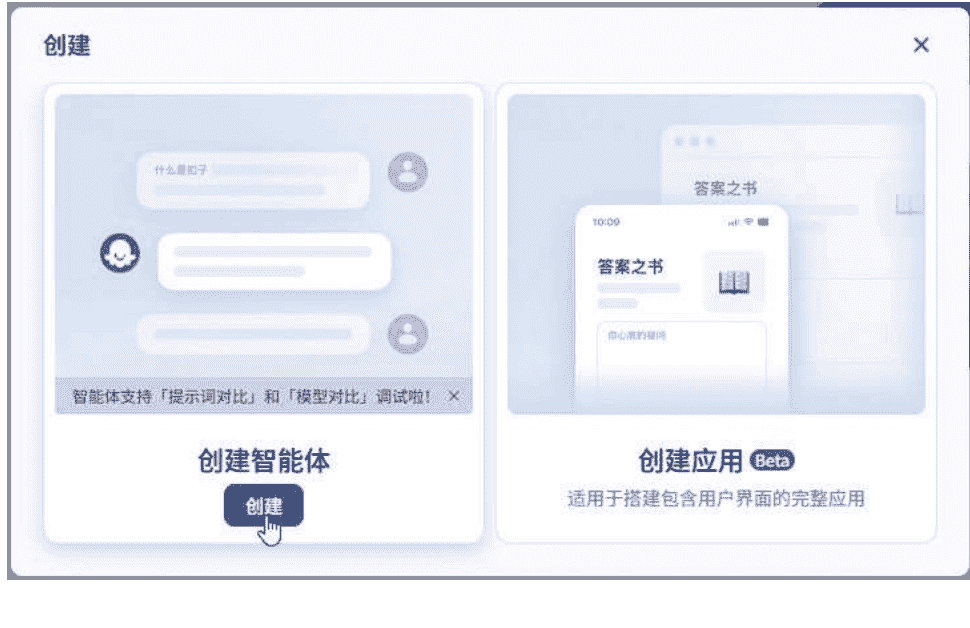 创建
什么是扣子
智能体支持「提示词对比」和「模型对比」调试啦!
创建智能体
创建
答案之书
10:09
答案之书
你心底的疑问
创建应用 Beta
适用于搭建包含用户界面的完整应用